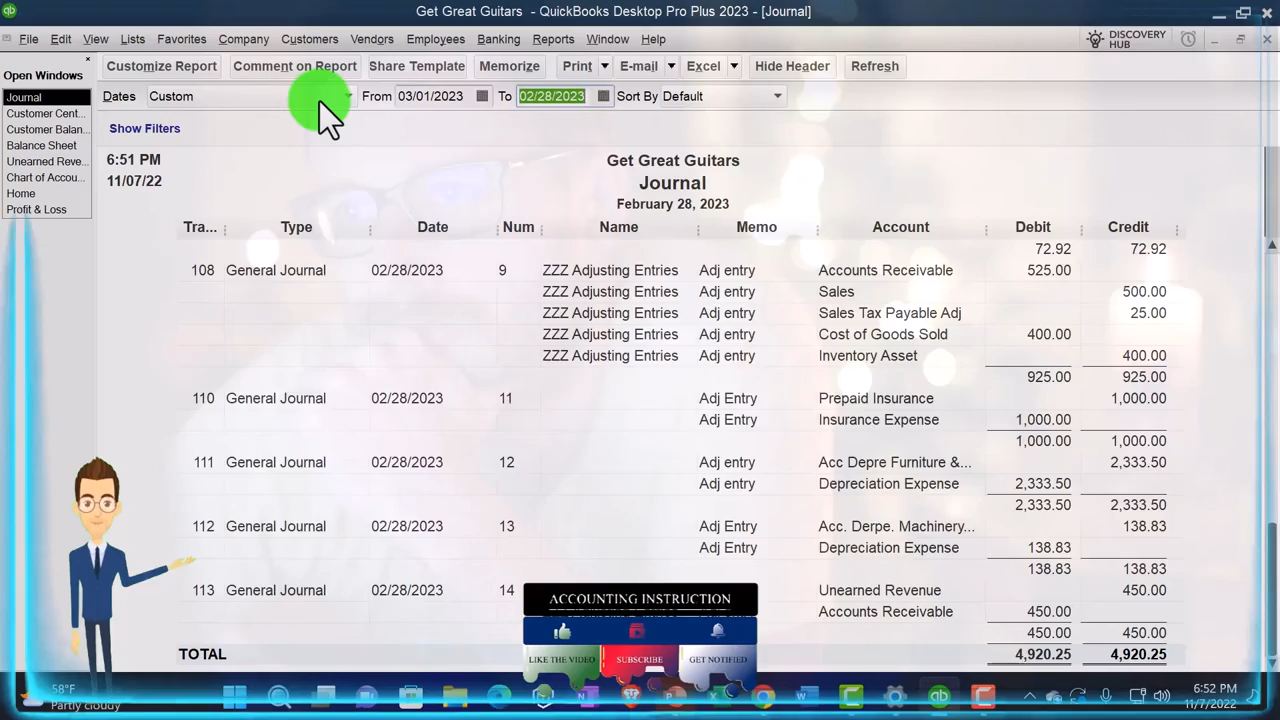 Get Great Guitars - QuickBooks Desktop Pro Plus 2023 - [Journal]
File Edit View Lists Favorites Company Customers Vendors Employees Banking Reports Window Help
DISCOVERY HUB
Open Windows
Journal
Customer Cent...
Customer Balan...
Balance Sheet
Unearned Reve...
Chart of Accou...
Home
Profit & Loss
Customize Report Comment on Report Share Template Memorize Print E-mail Excel Hide Header Refresh
Dates Custom From 03/01/2023 To 02/28/2023 Sort By Default
Show Filters
6:51 PM
11/07/22
Get Great Guitars
Journal
February 28, 2023
Tra... Type Date Num Name Memo Account Debit Credit
72.92 72.92
108 General Journal 02/28/2023 9 ZZZ Adjusting Entries Adj entry Accounts Receivable 525.00
ZZZ Adjusting Entries Adj entry Sales 500.00
ZZZ Adjusting Entries Adj entry Sales Tax Payable Adj 25.00
ZZZ Adjusting Entries Adj entry Cost of Goods Sold 400.00
ZZZ Adjusting Entries Adj entry Inventory Asset 400.00
925.00 925.00
110 General Journal 02/28/2023 11 Adj Entry Prepaid Insurance 1,000.00
Adj Entry Insurance Expense 1,000.00
1,000.00 1,000.00
111 General Journal 02/28/2023 12 Adj entry Acc Depre Furniture &... 2,333.50
Adj entry Depreciation Expense 2,333.50
2,333.50 2,333.50
112 General Journal 02/28/2023 13 Adj Entry Acc. Derpe. Machinery... 138.83
Adj Entry Depreciation Expense 138.83
138.83 138.83
113 General Journal 02/28/2023 14 Unearned Revenue 450.00
Accounts Receivable 450.00
450.00 450.00
TOTAL 4,920.25 4,920.25
ACCOUNTING INSTRUCTION
LIKE THE VIDEO SUBSCRIBE GET NOTIFIED
58°F
Partly cloudy
6:52 PM
11/7/2022